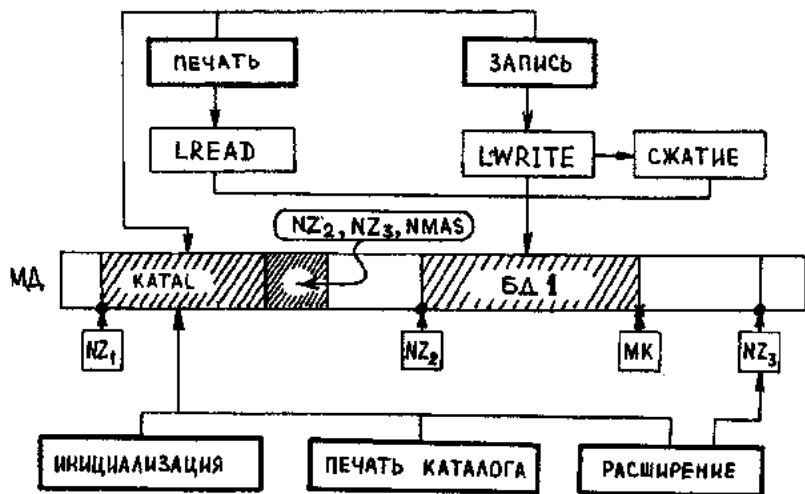 ПЕЧАТЬ
ЗАПИСЬ
LREAD
LWRITE
СЖАТИЕ
NZ₂, NZ₃, NMAS
МД
KATAL
БД 1
NZ₁
NZ₂
МК
NZ₃
ИНИЦИАЛИЗАЦИЯ
ПЕЧАТЬ КАТАЛОГА
РАСШИРЕНИЕ